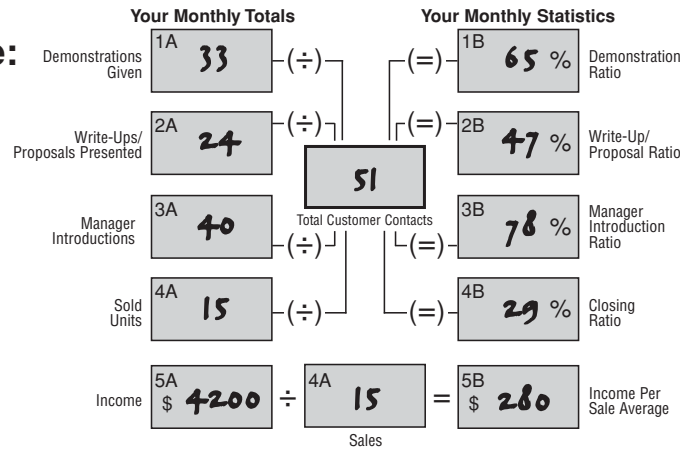 Your Monthly Totals Your Monthly Statistics
e:
Demonstrations Given 1A 33 (÷) (=) 1B 65 % Demonstration Ratio
Write-Ups/ Proposals Presented 2A 24 (÷) (=) 2B 47 % Write-Up/ Proposal Ratio
51
Total Customer Contacts
Manager Introductions 3A 40 (÷) (=) 3B 78 % Manager Introduction Ratio
Sold Units 4A 15 (÷) (=) 4B 29 % Closing Ratio
Income 5A $ 4200 ÷ 4A 15 = 5B $ 280 Income Per Sale Average
Sales